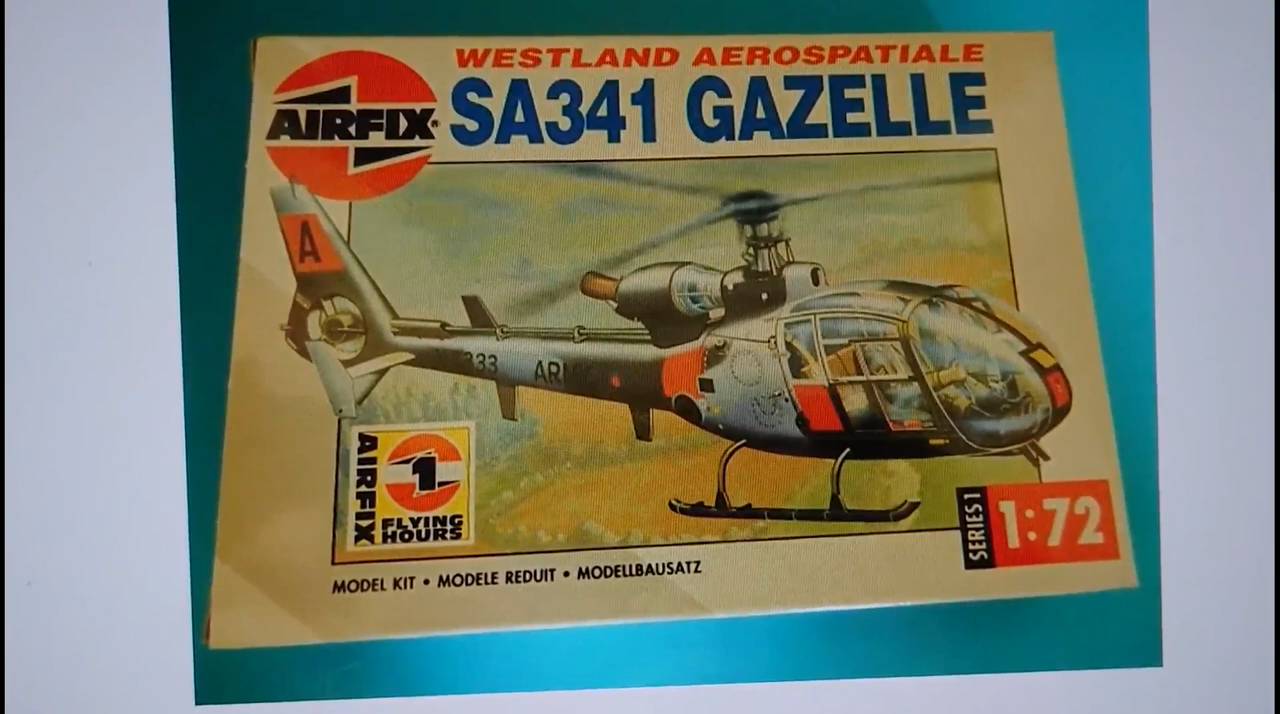 WESTLAND AEROSPATIALE
AIRFIX®
SA341 GAZELLE
A
333
AIRFIX
1
FLYING
HOURS
SERIES 1
1:72
MODEL KIT • MODELE REDUIT • MODELLBAUSATZ